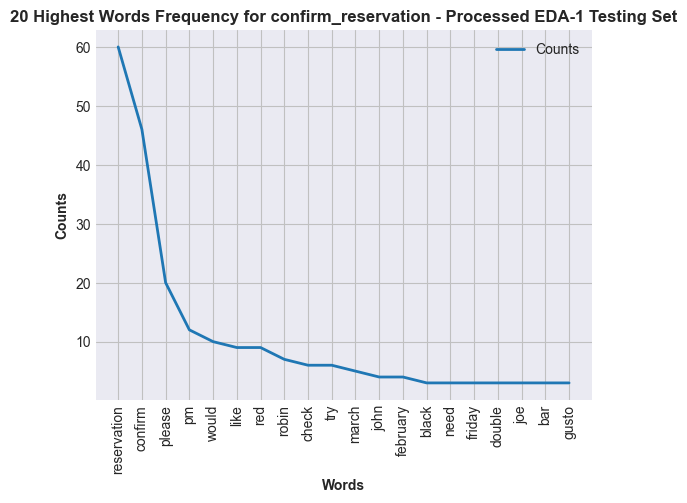 20 Highest Words Frequency for confirm_reservation - Processed EDA-1 Testing Set
Counts
60
50
40
30
20
10
Counts
reservation
confirm
please
pm
would
like
red
robin
check
try
march
john
february
black
need
friday
double
joe
bar
gusto
Words